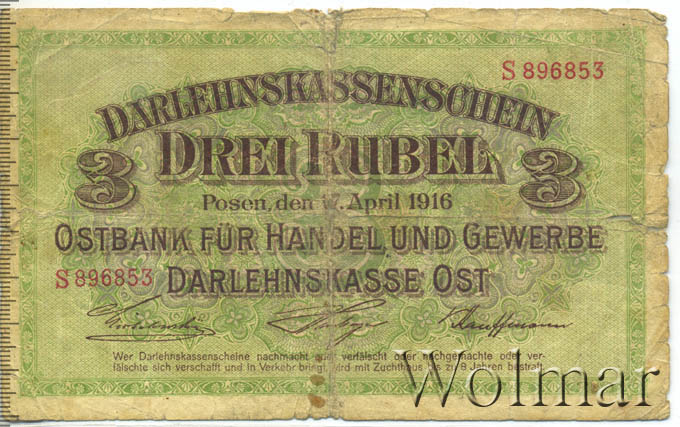 S 896853
DARLEHNSKASSENSCHEIN
3 DREI RUBEL 3
Posen, den 17. April 1916
OSTBANK FÜR HANDEL UND GEWERBE
S 896853 DARLEHNSKASSE OST
Kauffmann
Wer Darlehnskassenscheine nachmacht oder verfälscht oder nachgemachte oder ver-
fälschte sich verschafft und in Verkehr bringt, wird mit Zuchthaus bis zu 8 Jahren bestraft.
Wolmar